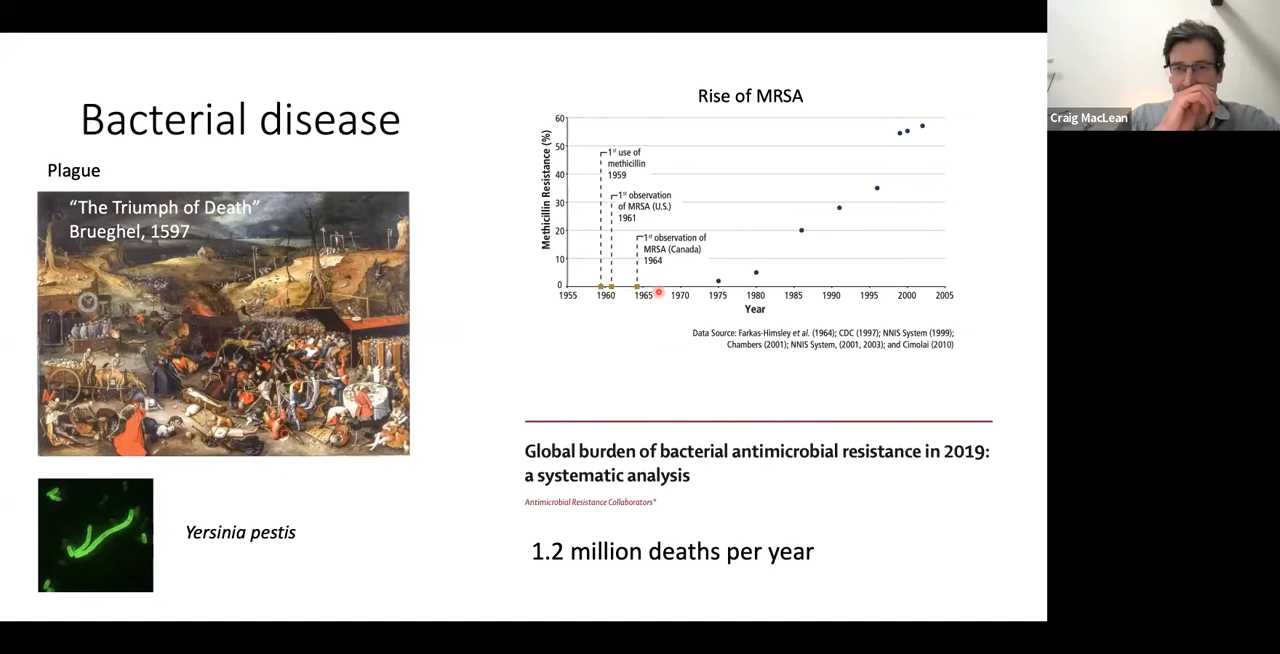 Bacterial disease
Plague
“The Triumph of Death”
Brueghel, 1597
Yersinia pestis
Rise of MRSA
Methicillin Resistance (%)
60
50
40
30
20
10
0
1st use of
methicillin
1959
1st observation
of MRSA (U.S.)
1961
1st observation of
MRSA (Canada)
1964
1955 1960 1965 1970 1975 1980 1985 1990 1995 2000 2005
Year
Data Source: Farkas-Himsley et al. (1964); CDC (1997); NNIS System (1999);
Chambers (2001); NNIS System, (2001, 2003); and Cimolai (2010)
Global burden of bacterial antimicrobial resistance in 2019:
a systematic analysis
Antimicrobial Resistance Collaborators*
1.2 million deaths per year
Craig MacLean